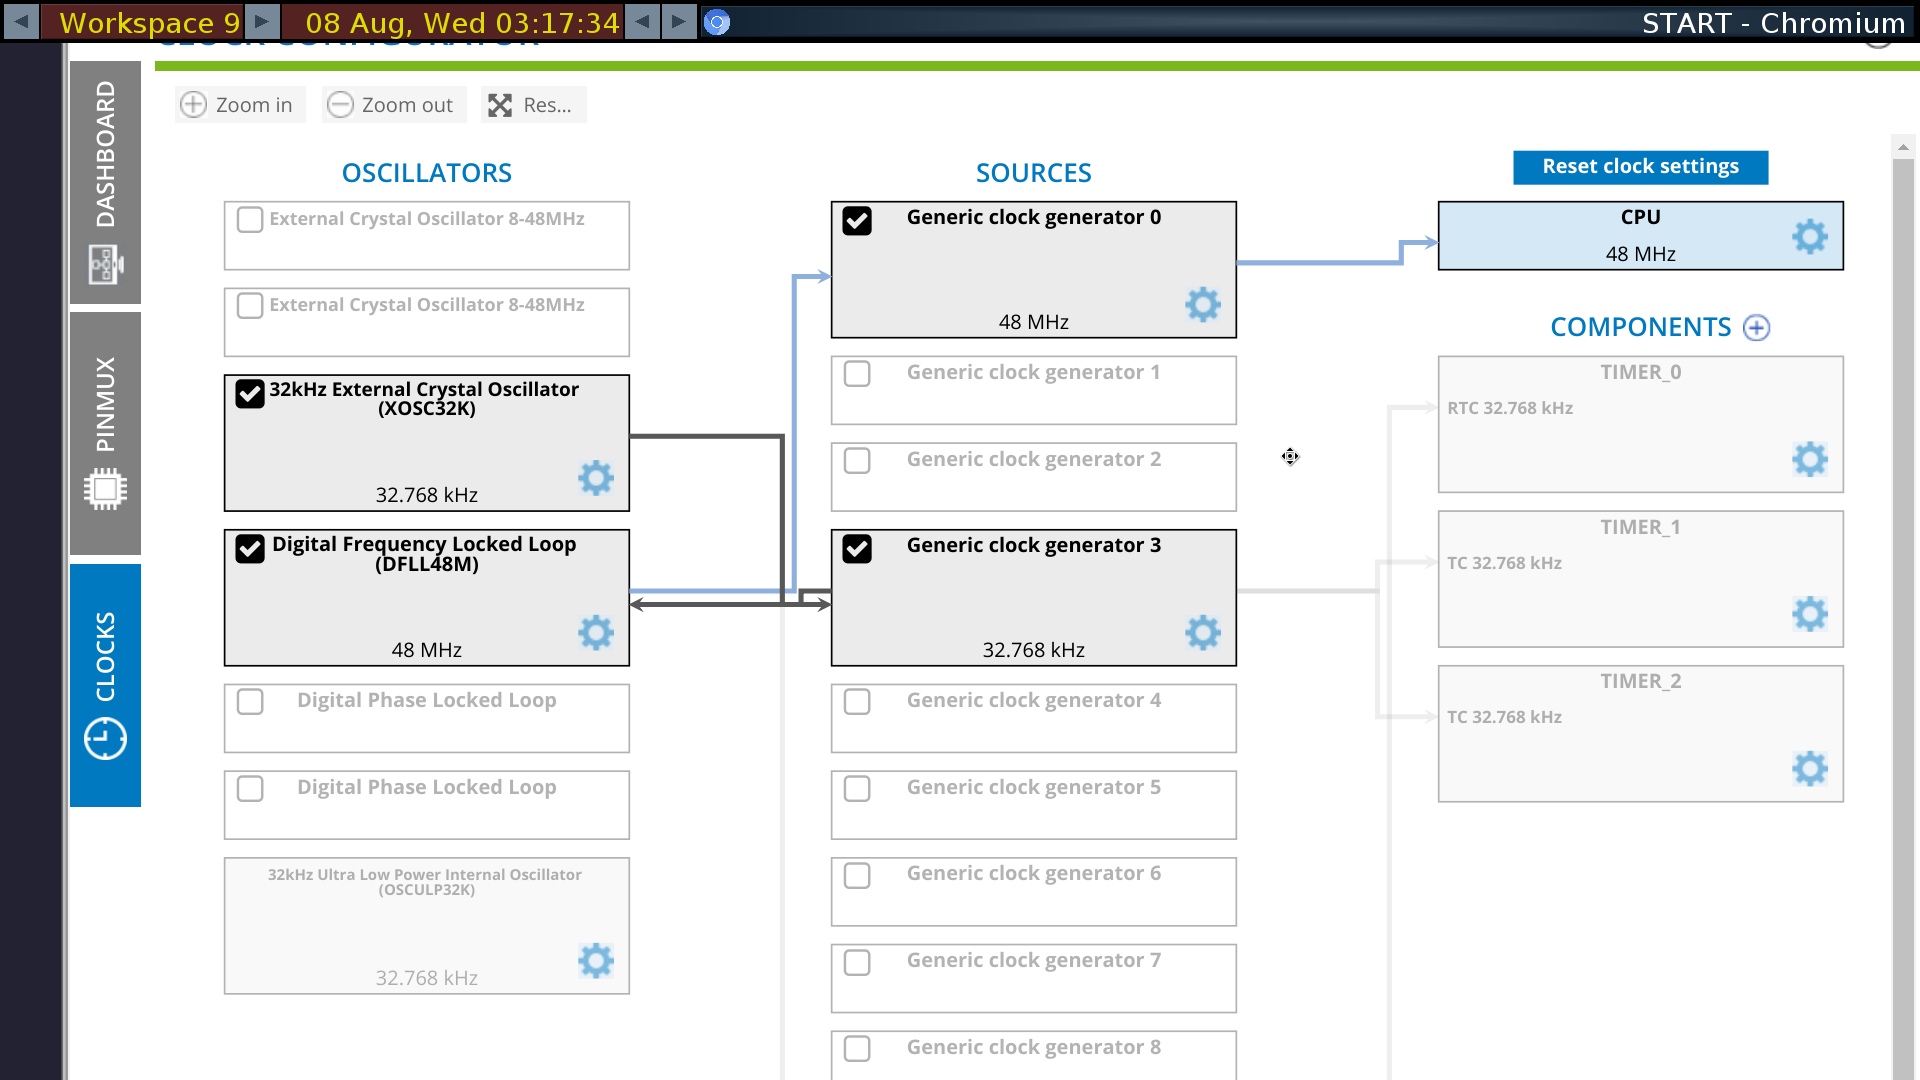 Workspace 9
08 Aug, Wed 03:17:34
START - Chromium
CLOCK CONFIGURATOR
DASHBOARD
PINMUX
CLOCKS
Zoom in
Zoom out
Res...
OSCILLATORS
External Crystal Oscillator 8-48MHz
External Crystal Oscillator 8-48MHz
32kHz External Crystal Oscillator
(XOSC32K)
32.768 kHz
Digital Frequency Locked Loop
(DFLL48M)
48 MHz
Digital Phase Locked Loop
Digital Phase Locked Loop
32kHz Ultra Low Power Internal Oscillator
(OSCULP32K)
32.768 kHz
SOURCES
Generic clock generator 0
48 MHz
Generic clock generator 1
Generic clock generator 2
Generic clock generator 3
32.768 kHz
Generic clock generator 4
Generic clock generator 5
Generic clock generator 6
Generic clock generator 7
Generic clock generator 8
Reset clock settings
CPU
48 MHz
COMPONENTS
TIMER_0
RTC 32.768 kHz
TIMER_1
TC 32.768 kHz
TIMER_2
TC 32.768 kHz